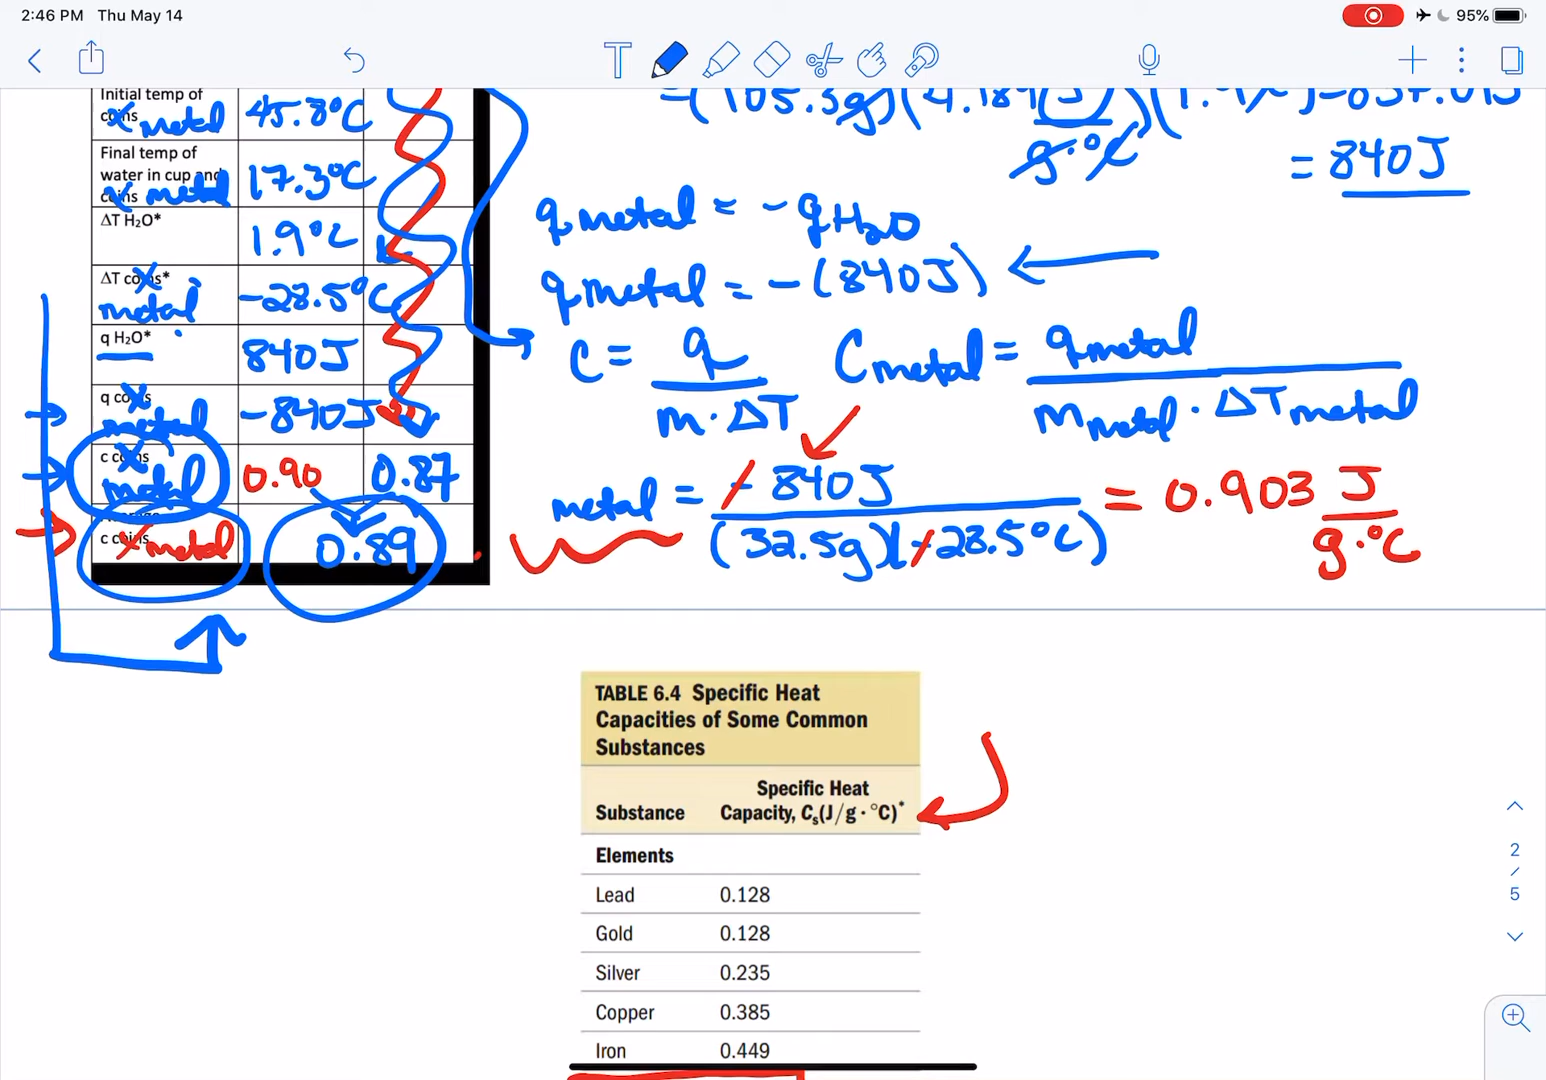 2:46 PM Thu May 14
95%
T
Initial temp of
coins
metal
45.8°C
Final temp of
water in cup and
coins
metal
17.3°C
ΔT H₂O*
1.9°C
ΔT coins*
metal
-28.5°C
q H₂O*
840J
q coins
metal
-840J
c coins
metal
0.90
0.87
c coins
metal
0.89
-(105.5g)(4.184 J
g·°C
= 840J
q metal = -q H₂O
q metal = -(840J)
C = q
m·ΔT
C metal = q metal
m metal · ΔT metal
metal = -840J
(32.5g)(-28.5°C)
= 0.903 J
g·°C
TABLE 6.4 Specific Heat
Capacities of Some Common
Substances
Specific Heat
Substance Capacity, Cs(J/g·°C)*
Elements
Lead 0.128
Gold 0.128
Silver 0.235
Copper 0.385
Iron 0.449
2
/
5